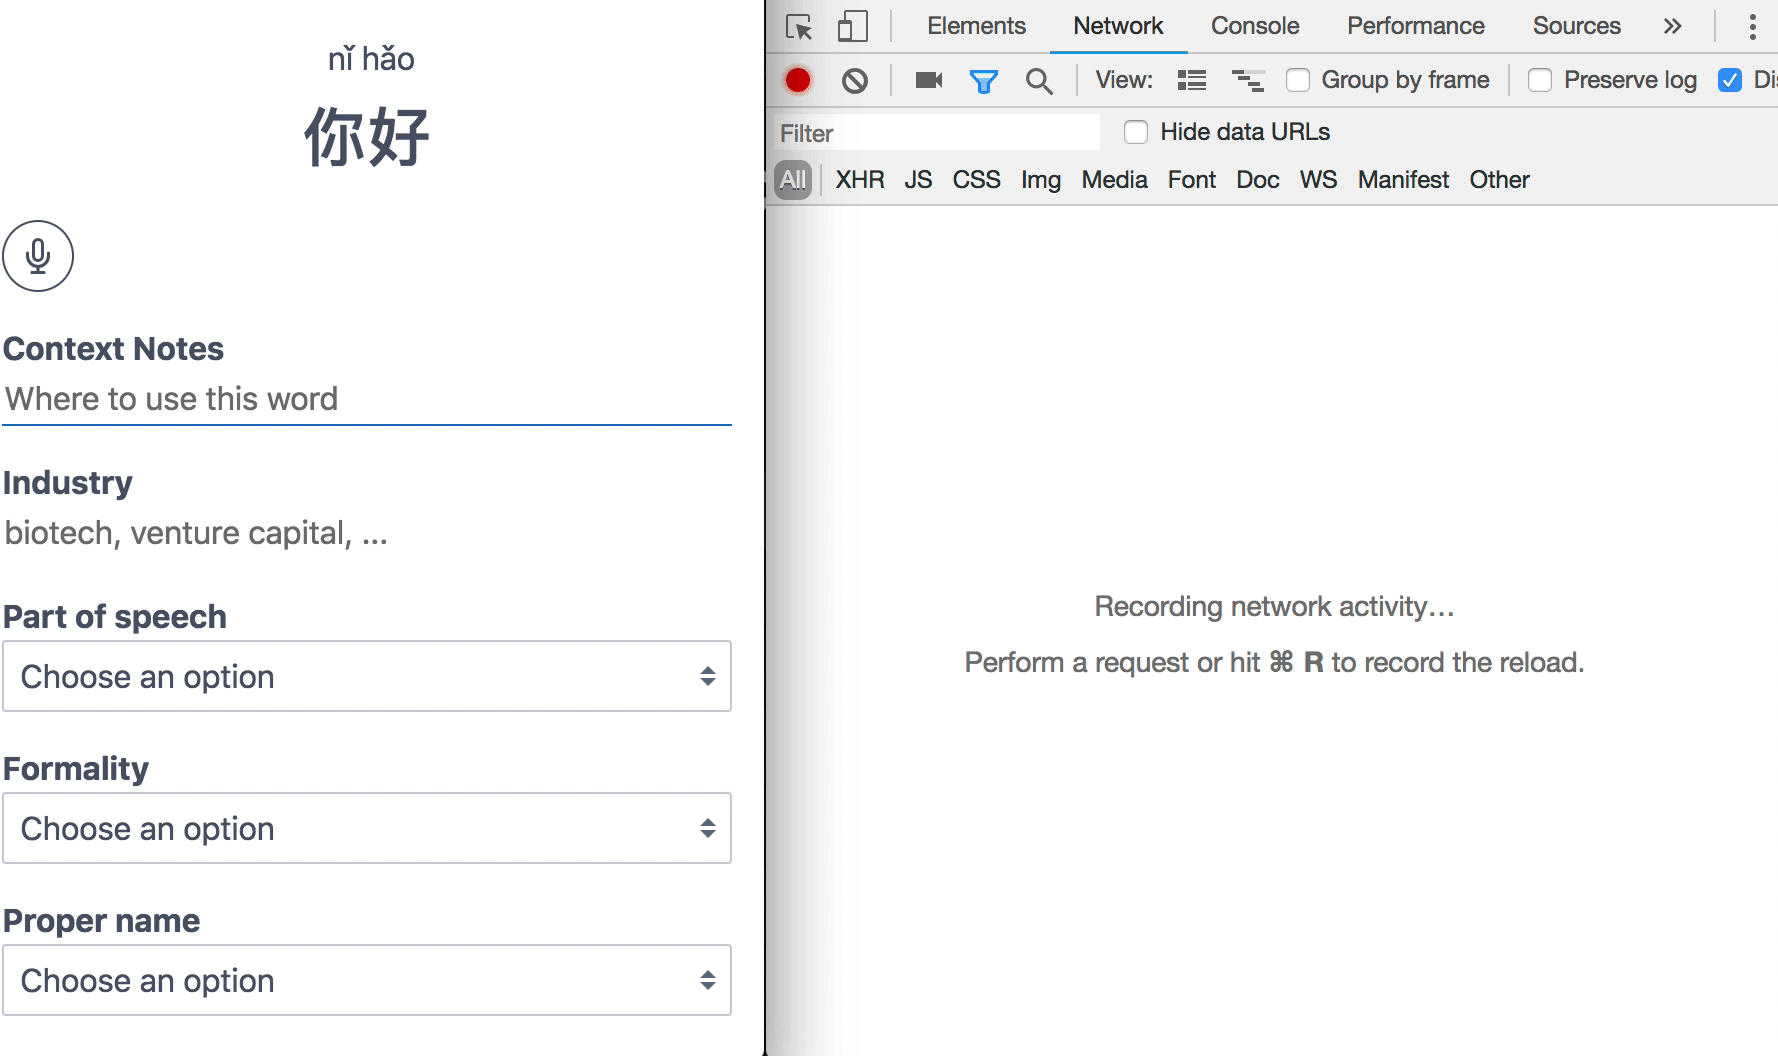 nǐ hǎo
你好
Context Notes
Where to use this word
Industry
biotech, venture capital, ...
Part of speech
Choose an option
Formality
Choose an option
Proper name
Choose an option
Elements Network Console Performance Sources
View: Group by frame Preserve log
Filter Hide data URLs
All XHR JS CSS Img Media Font Doc WS Manifest Other
Recording network activity…
Perform a request or hit ⌘ R to record the reload.